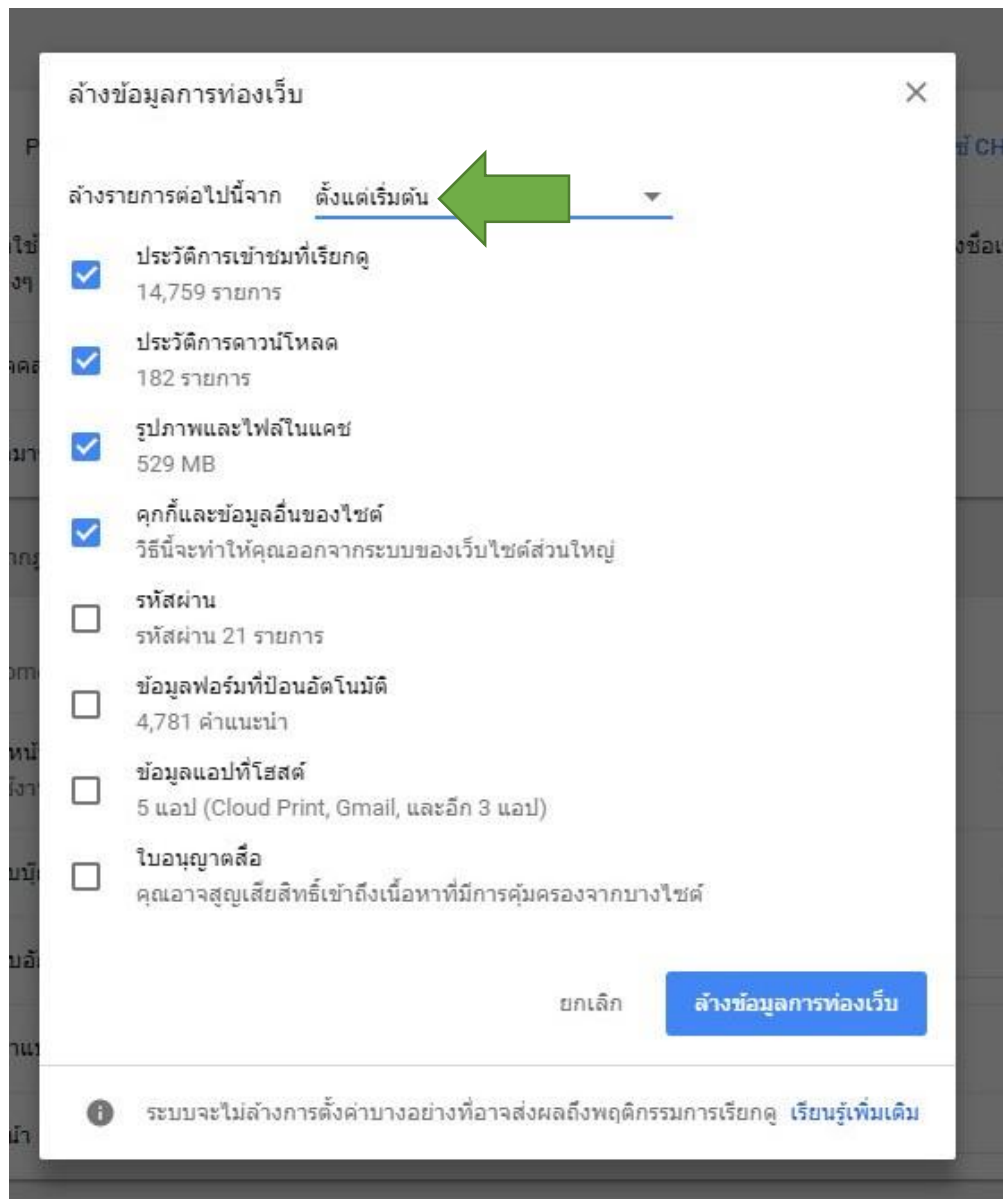 ล้างข้อมูลการท่องเว็บ
ล้างรายการต่อไปนี้จาก ตั้งแต่เริ่มต้น
ประวัติการเข้าชมที่เรียกดู
14,759 รายการ
ประวัติการดาวน์โหลด
182 รายการ
รูปภาพและไฟล์ในแคช
529 MB
คุกกี้และข้อมูลอื่นของไซต์
วิธีนี้จะทำให้คุณออกจากระบบของเว็บไซต์ส่วนใหญ่
รหัสผ่าน
รหัสผ่าน 21 รายการ
ข้อมูลฟอร์มที่ป้อนอัตโนมัติ
4,781 คำแนะนำ
ข้อมูลแอปที่โฮสต์
5 แอป (Cloud Print, Gmail, และอีก 3 แอป)
ใบอนุญาตสื่อ
คุณอาจสูญเสียสิทธิ์เข้าถึงเนื้อหาที่มีการคุ้มครองจากบางไซต์
ยกเลิก ล้างข้อมูลการท่องเว็บ
ระบบจะไม่ล้างการตั้งค่าบางอย่างที่อาจส่งผลถึงพฤติกรรมการเรียกดู เรียนรู้เพิ่มเติม